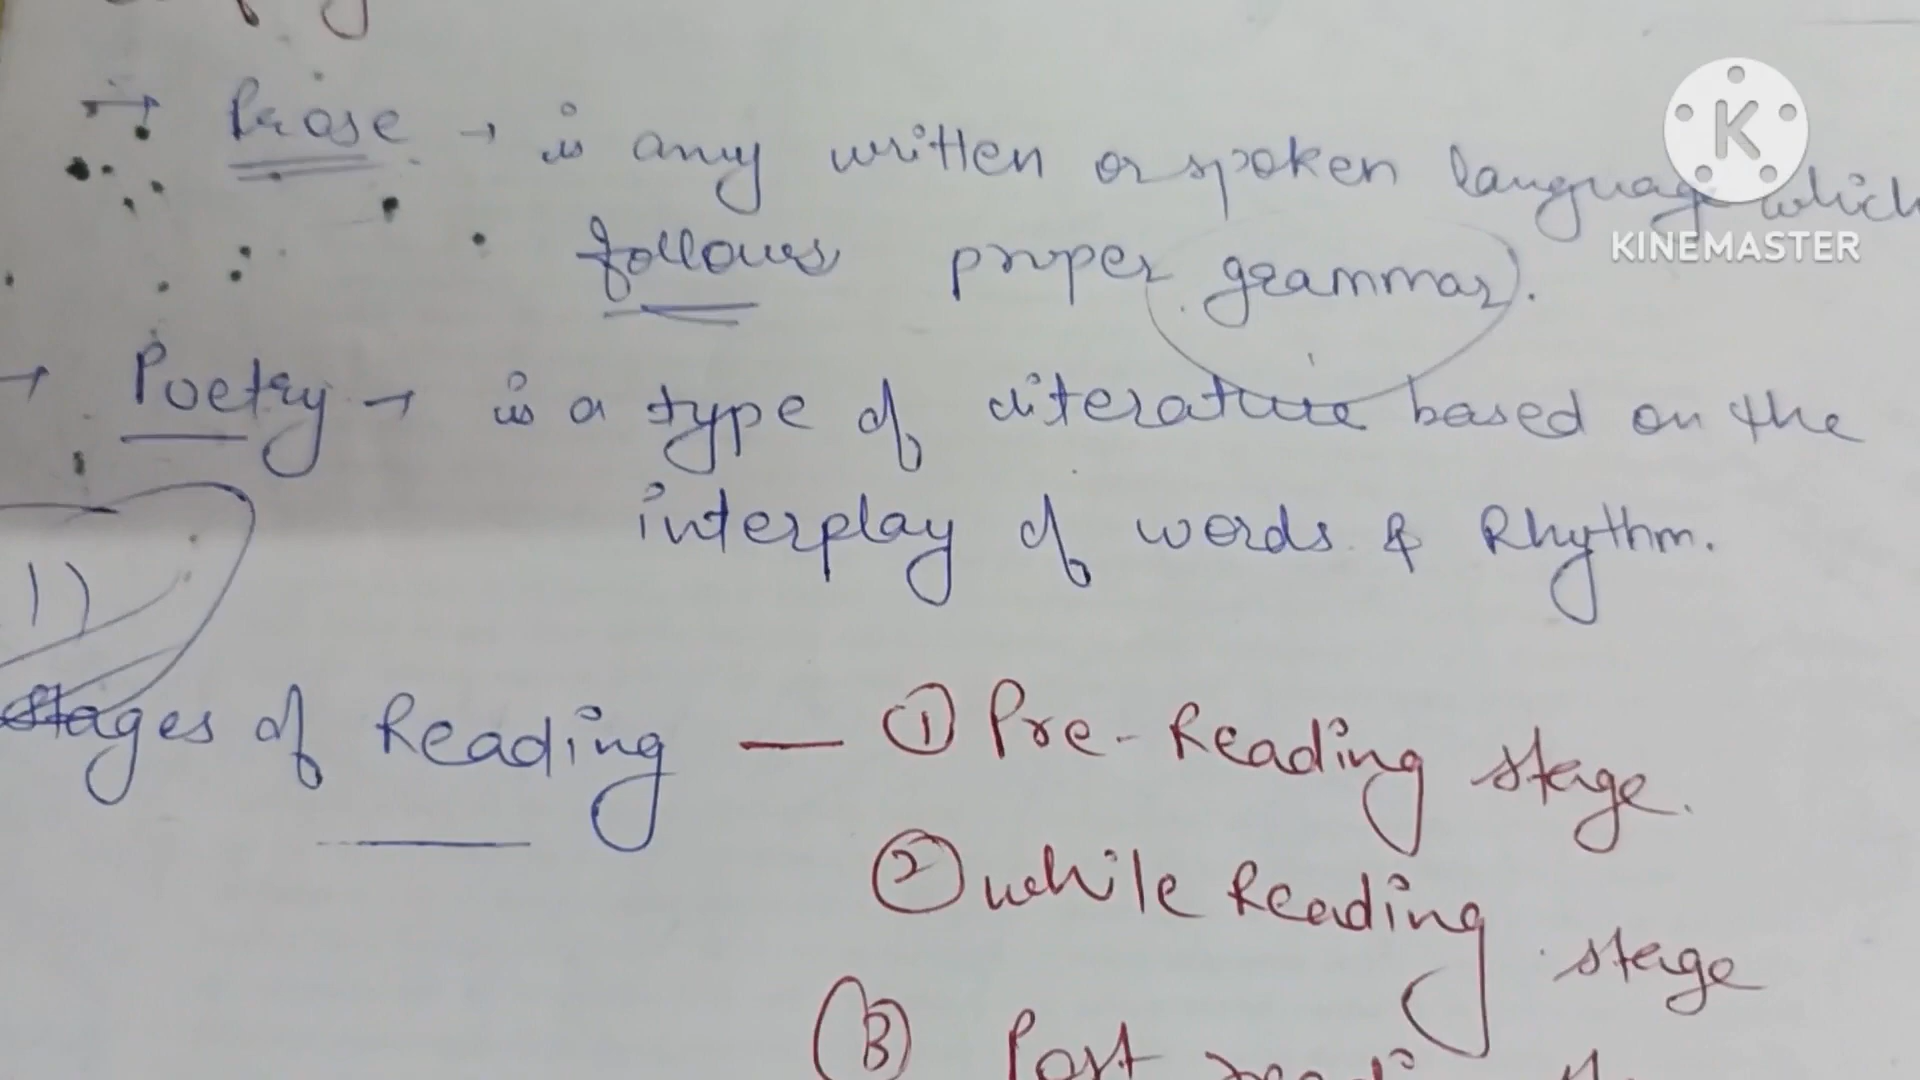 → Prose → is any written or spoken language which
follows proper grammar).
→ Poetry → is a type of literature based on the
interplay of words & Rhythm.
11)
Stages of Reading — ① Pre-Reading stage.
② while Reading stage
③ Post
K
KINEMASTER